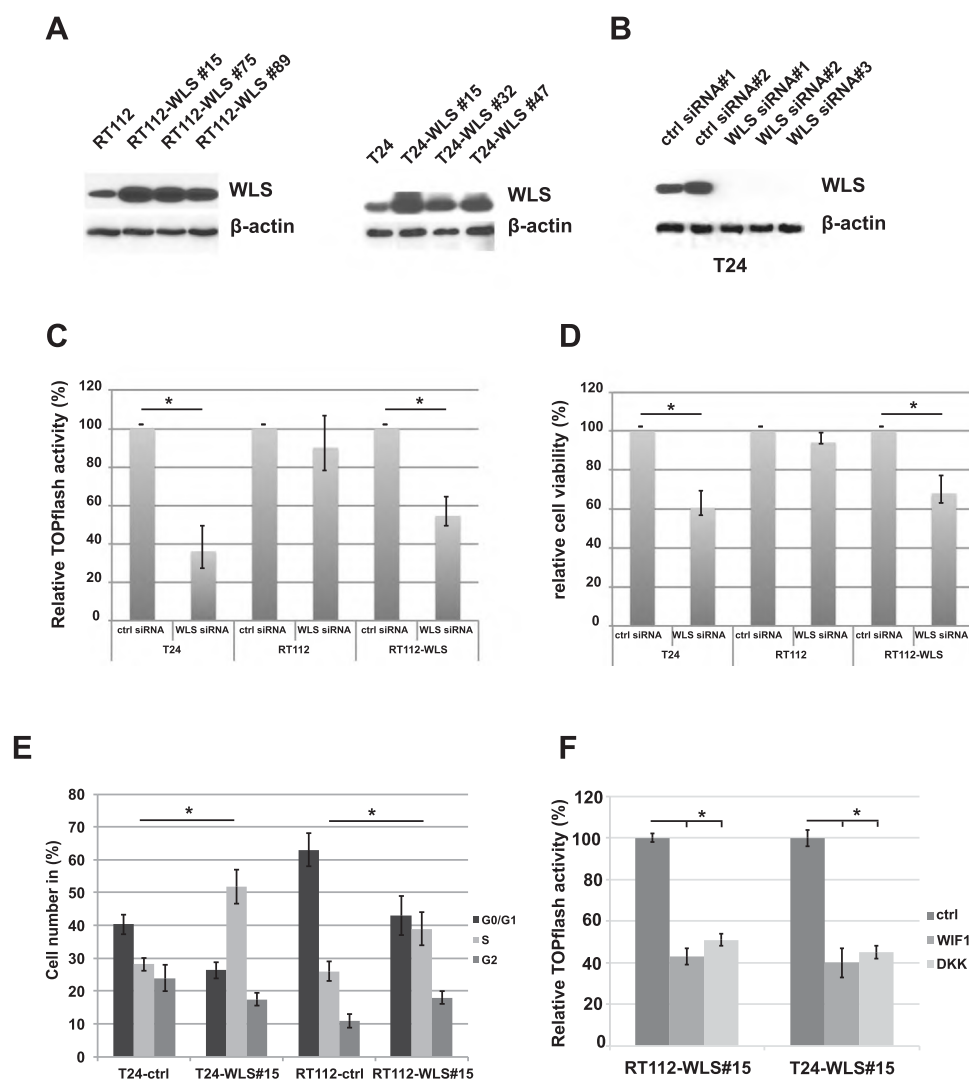 A
RT112
RT112-WLS #15
RT112-WLS #75
RT112-WLS #89
WLS
β-actin
T24
T24-WLS #15
T24-WLS #32
T24-WLS #47
WLS
β-actin
B
ctrl siRNA#1
ctrl siRNA#2
WLS siRNA#1
WLS siRNA#2
WLS siRNA#3
WLS
β-actin
T24
C
Relative TOPflash activity (%)
120
100
80
60
40
20
0
* *
ctrl siRNA WLS siRNA ctrl siRNA WLS siRNA ctrl siRNA WLS siRNA
T24 RT112 RT112-WLS
D
relative cell viability (%)
120
100
80
60
40
20
0
* *
ctrl siRNA WLS siRNA ctrl siRNA WLS siRNA ctrl siRNA WLS siRNA
T24 RT112 RT112-WLS
E
Cell number in (%)
80
70
60
50
40
30
20
10
0
* *
G0/G1
S
G2
T24-ctrl T24-WLS#15 RT112-ctrl RT112-WLS#15
F
Relative TOPflash activity (%)
120
100
80
60
40
20
0
* *
ctrl
WIF1
DKK
RT112-WLS#15 T24-WLS#15